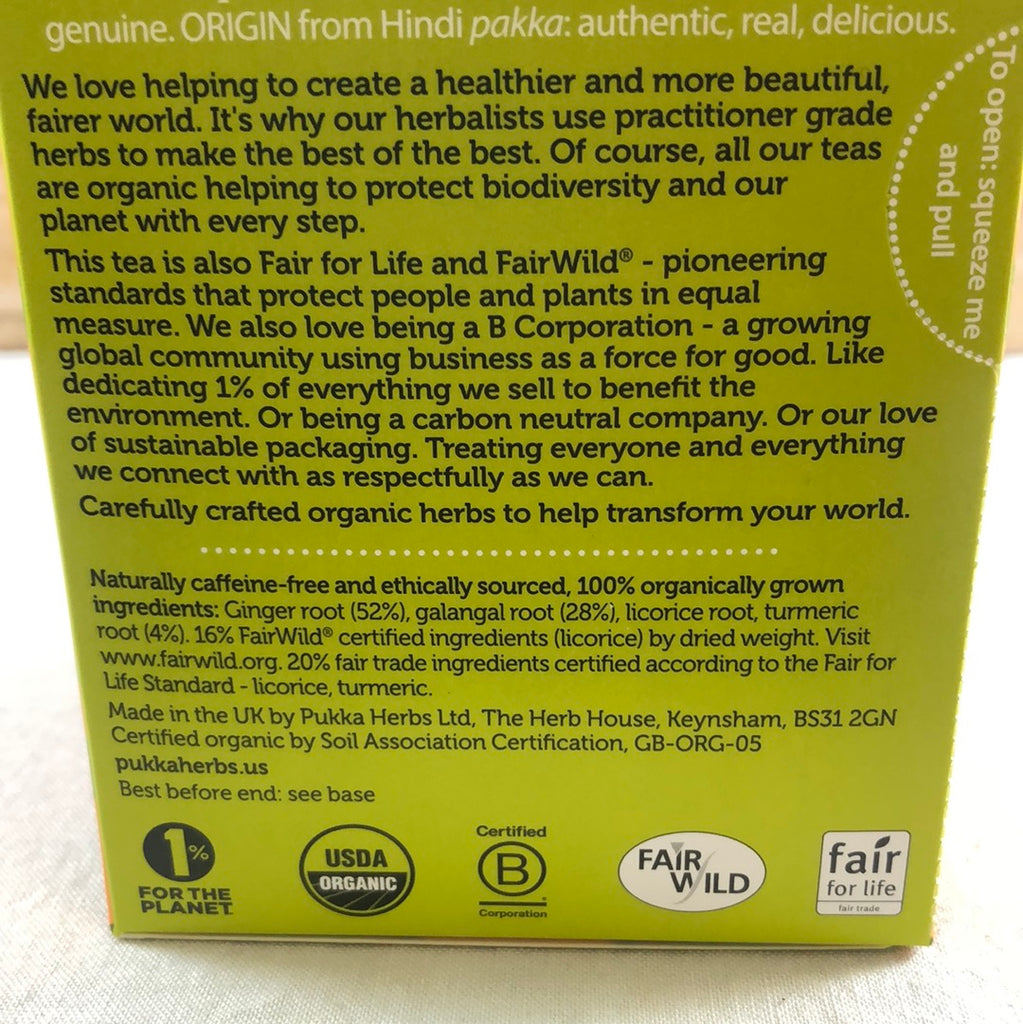 genuine. ORIGIN from Hindi pakka: authentic, real, delicious.
To open: squeeze me
and pull
We love helping to create a healthier and more beautiful,
fairer world. It's why our herbalists use practitioner grade
herbs to make the best of the best. Of course, all our teas
are organic helping to protect biodiversity and our
planet with every step.
This tea is also Fair for Life and FairWild® - pioneering
standards that protect people and plants in equal
measure. We also love being a B Corporation - a growing
global community using business as a force for good. Like
dedicating 1% of everything we sell to benefit the
environment. Or being a carbon neutral company. Or our love
of sustainable packaging. Treating everyone and everything
we connect with as respectfully as we can.
Carefully crafted organic herbs to help transform your world.
Naturally caffeine-free and ethically sourced, 100% organically grown
ingredients: Ginger root (52%), galangal root (28%), licorice root, turmeric
root (4%). 16% FairWild® certified ingredients (licorice) by dried weight. Visit
www.fairwild.org. 20% fair trade ingredients certified according to the Fair for
Life Standard - licorice, turmeric.
Made in the UK by Pukka Herbs Ltd, The Herb House, Keynsham, BS31 2GN
Certified organic by Soil Association Certification, GB-ORG-05
pukkaherbs.us
Best before end: see base
1%
FOR THE
PLANET
USDA
ORGANIC
Certified
B
Corporation
FAIR
WILD
fair
for life
fair trade